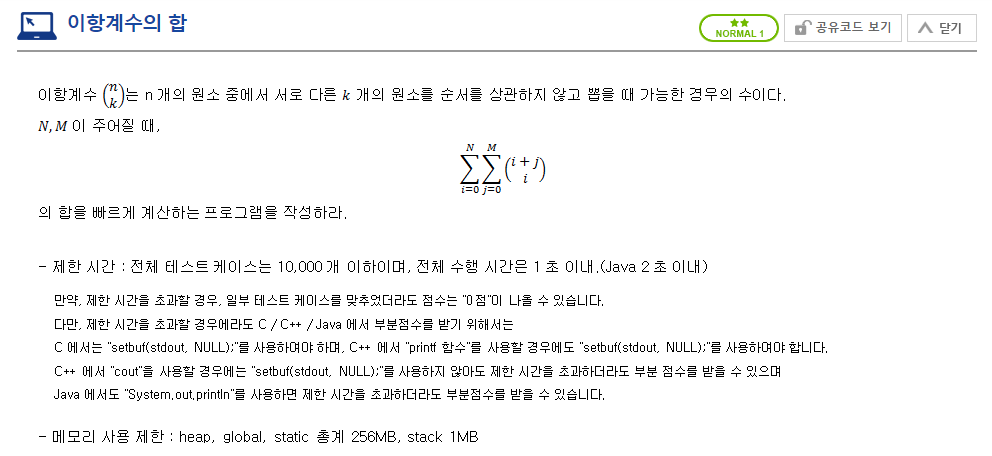 이항계수의 합
★★
NORMAL 1
공유코드 보기
닫기
이항계수 (n k)는 n 개의 원소 중에서 서로 다른 k 개의 원소를 순서를 상관하지 않고 뽑을 때 가능한 경우의 수이다.
N, M 이 주어질 때,
∑_{i=0}^{N} ∑_{j=0}^{M} (i + j i)
의 합을 빠르게 계산하는 프로그램을 작성하라.
- 제한 시간 : 전체 테스트 케이스는 10,000개 이하이며, 전체 수행 시간은 1 초 이내.(Java 2 초 이내)
만약, 제한 시간을 초과할 경우, 일부 테스트 케이스를 맞추었더라도 점수는 "0점"이 나올 수 있습니다.
다만, 제한 시간을 초과할 경우에라도 C / C++ / Java 에서 부분점수를 받기 위해서는
C 에서는 "setbuf(stdout, NULL);"를 사용하여야 하며, C++ 에서 "printf 함수"를 사용할 경우에도 "setbuf(stdout, NULL);"를 사용하여야 합니다.
C++ 에서 "cout"을 사용할 경우에는 "setbuf(stdout, NULL);"를 사용하지 않아도 제한 시간을 초과하더라도 부분 점수를 받을 수 있으며
Java 에서도 "System.out.println"를 사용하면 제한 시간을 초과하더라도 부분점수를 받을 수 있습니다.
- 메모리 사용 제한 : heap, global, static 총계 256MB, stack 1MB